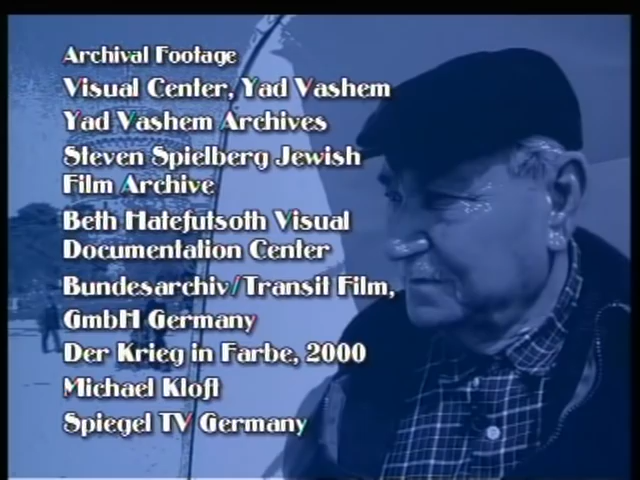 Archival Footage
Visual Center, Yad Vashem
Yad Vashem Archives
Steven Spielberg Jewish
Film Archive
Beth Hatefutsoth Visual
Documentation Center
Bundesarchiv/Transit Film,
GmbH Germany
Der Krieg in Farbe, 2000
Michael Kloft
Spiegel TV Germany